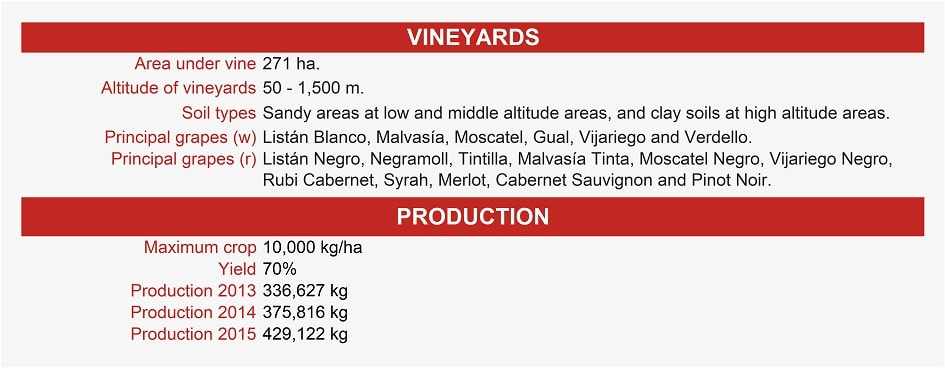 VINEYARDS
Area under vine 271 ha.
Altitude of vineyards 50 - 1,500 m.
Soil types Sandy areas at low and middle altitude areas, and clay soils at high altitude areas.
Principal grapes (w) Listán Blanco, Malvasía, Moscatel, Gual, Vijariego and Verdello.
Principal grapes (r) Listán Negro, Negramoll, Tintilla, Malvasía Tinta, Moscatel Negro, Vijariego Negro,
Rubi Cabernet, Syrah, Merlot, Cabernet Sauvignon and Pinot Noir.
PRODUCTION
Maximum crop 10,000 kg/ha
Yield 70%
Production 2013 336,627 kg
Production 2014 375,816 kg
Production 2015 429,122 kg